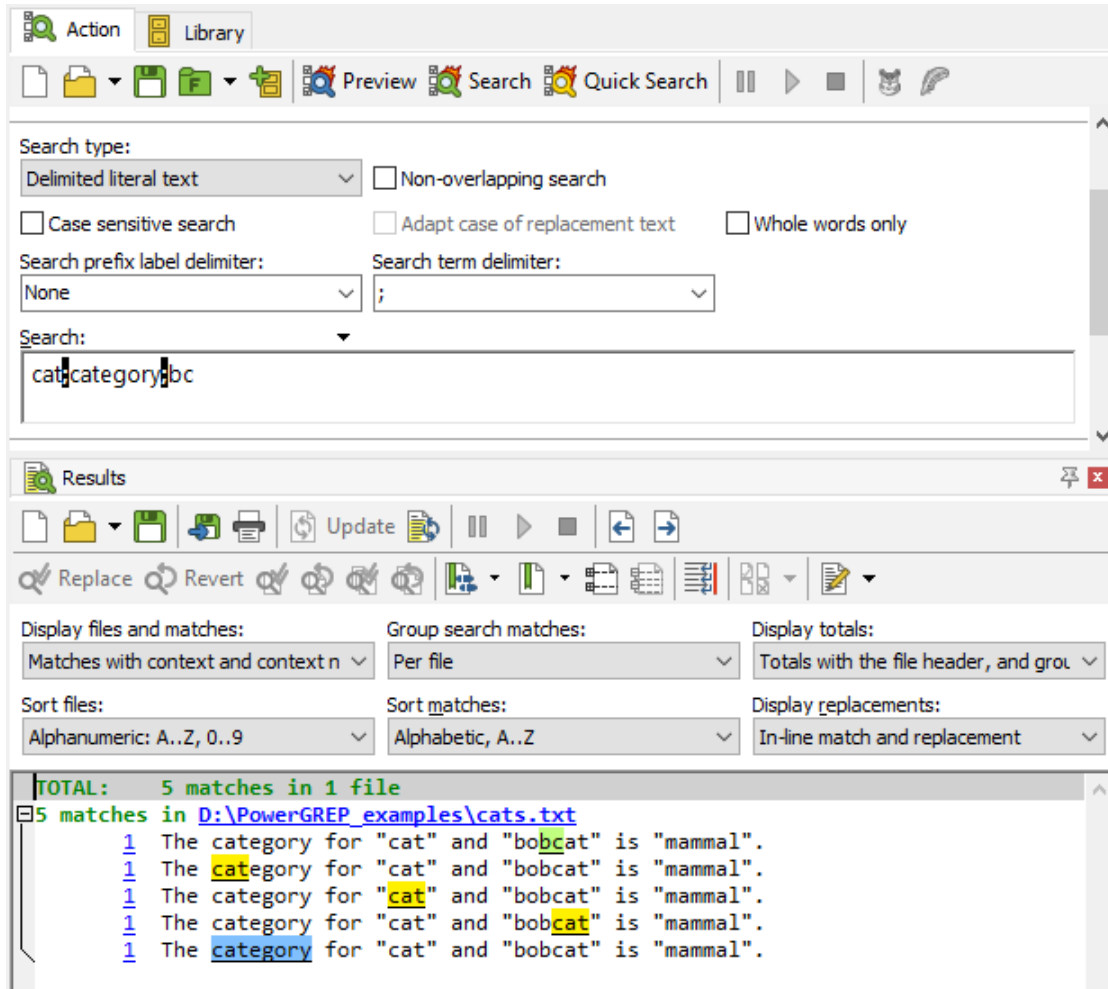 Action Library
Preview Search Quick Search
Search type:
Delimited literal text Non-overlapping search
Case sensitive search Adapt case of replacement text Whole words only
Search prefix label delimiter: Search term delimiter:
None ;
Search:
cat;category;bc
Results
Update
Replace Revert
Display files and matches: Group search matches: Display totals:
Matches with context and context n Per file Totals with the file header, and grou
Sort files: Sort matches: Display replacements:
Alphanumeric: A..Z, 0..9 Alphabetic, A..Z In-line match and replacement
TOTAL: 5 matches in 1 file
5 matches in D:\PowerGREP_examples\cats.txt
1 The category for "cat" and "bobcat" is "mammal".
1 The category for "cat" and "bobcat" is "mammal".
1 The category for "cat" and "bobcat" is "mammal".
1 The category for "cat" and "bobcat" is "mammal".
1 The category for "cat" and "bobcat" is "mammal".